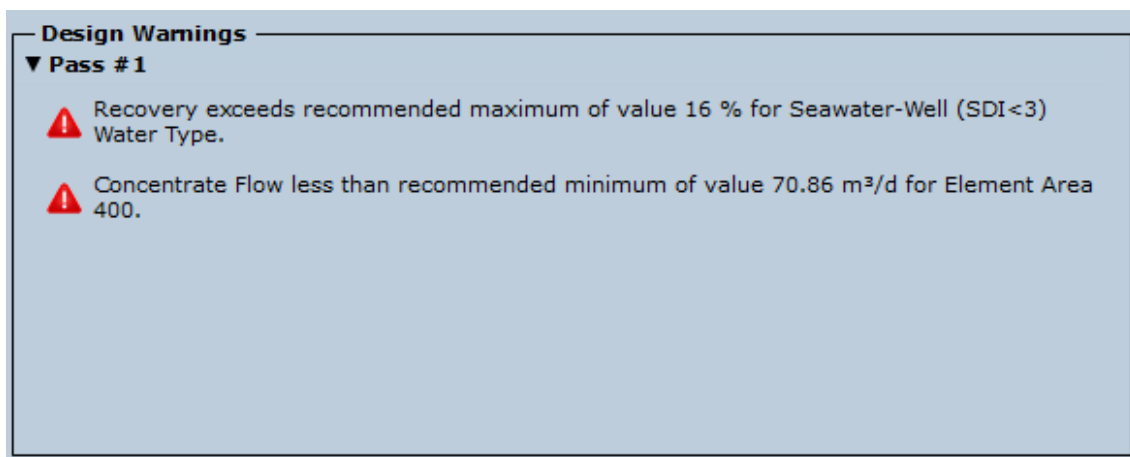 Design Warnings
▼ Pass #1
Recovery exceeds recommended maximum of value 16 % for Seawater-Well (SDI<3)
Water Type.
Concentrate Flow less than recommended minimum of value 70.86 m³/d for Element Area
400.